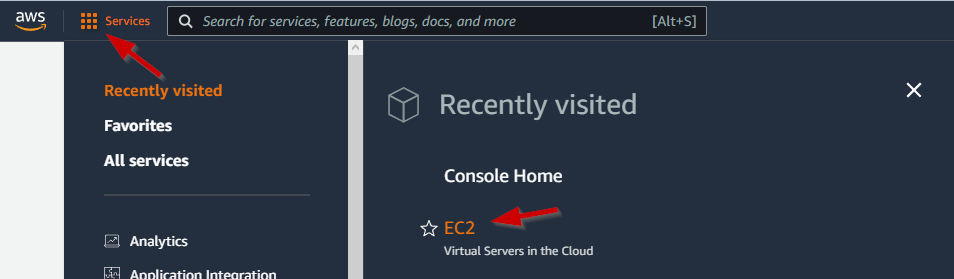 aws
Services
Search for services, features, blogs, docs, and more
[Alt+S]
Recently visited
Favorites
All services
Analytics
Application Integration
Recently visited
Console Home
EC2
Virtual Servers in the Cloud